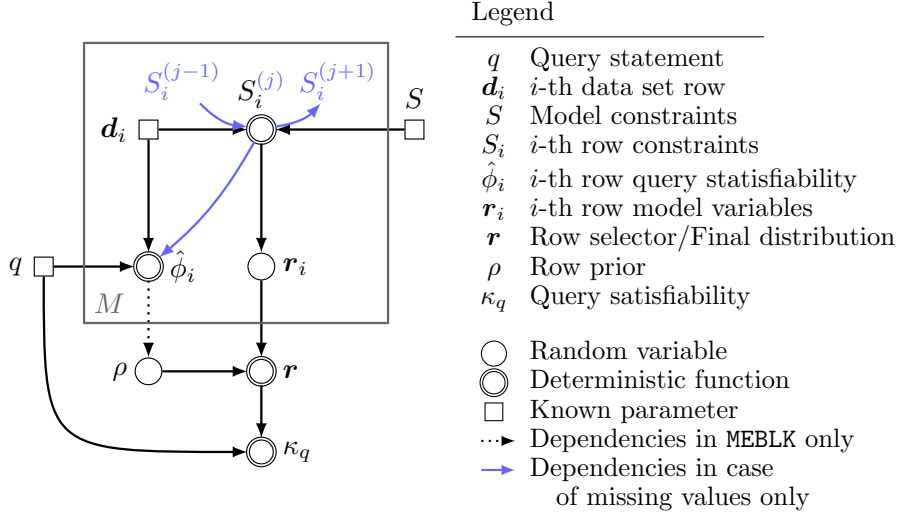 Legend
q Query statement
d_i i-th data set row
S Model constraints
S_i i-th row constraints
ϕ̂_i i-th row query statisfiability
r_i i-th row model variables
r Row selector/Final distribution
ρ Row prior
κ_q Query satisfiability
Random variable
Deterministic function
Known parameter
Dependencies in MEBLK only
Dependencies in case
of missing values only
S_i^(j−1) S_i^(j) S_i^(j+1)
S
d_i
q
ϕ̂_i
r_i
M
ρ
r
κ_q